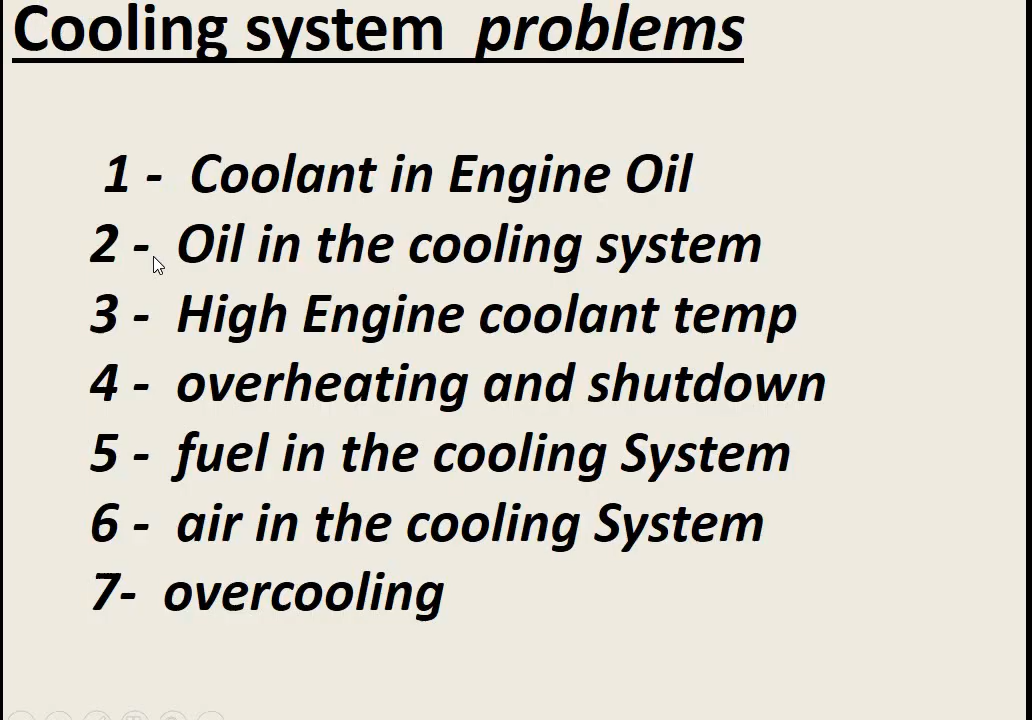 Cooling system problems
1 - Coolant in Engine Oil
2 - Oil in the cooling system
3 - High Engine coolant temp
4 - overheating and shutdown
5 - fuel in the cooling System
6 - air in the cooling System
7- overcooling